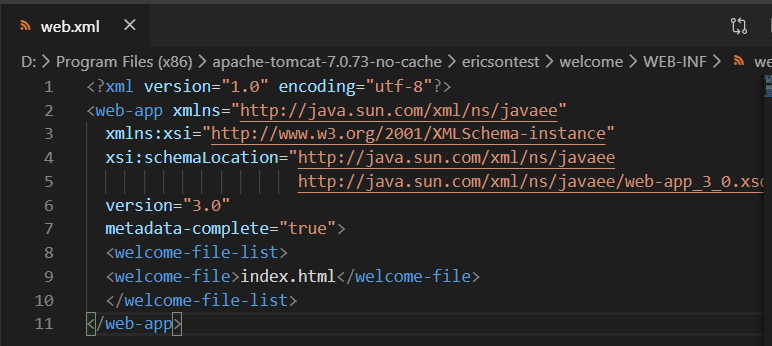 web.xml
D: > Program Files (x86) > apache-tomcat-7.0.73-no-cache > ericsontest > welcome > WEB-INF >
1 <?xml version="1.0" encoding="utf-8"?>
2 <web-app xmlns="http://java.sun.com/xml/ns/javaee"
3 xmlns:xsi="http://www.w3.org/2001/XMLSchema-instance"
4 xsi:schemaLocation="http://java.sun.com/xml/ns/javaee
5 http://java.sun.com/xml/ns/javaee/web-app_3_0.xsd
6 version="3.0"
7 metadata-complete="true">
8 <welcome-file-list>
9 <welcome-file>index.html</welcome-file>
10 </welcome-file-list>
11 </web-app>